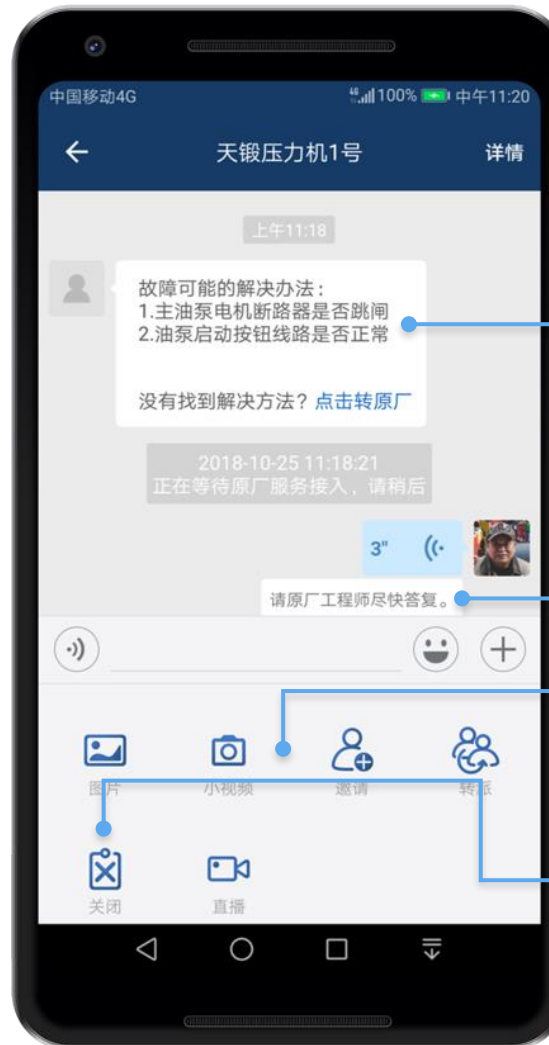 中国移动4G
46 100% 中午11:20
天锻压力机1号
详情
上午11:18
故障可能的解决办法：
1.主油泵电机断路器是否跳闸
2.油泵启动按钮线路是否正常
没有找到解决方法？点击转原厂
2018-10-25 11:18:21
正在等待原厂服务接入，请稍后
3"
请原厂工程师尽快答复。
图片
小视频
邀请
转派
关闭
直播